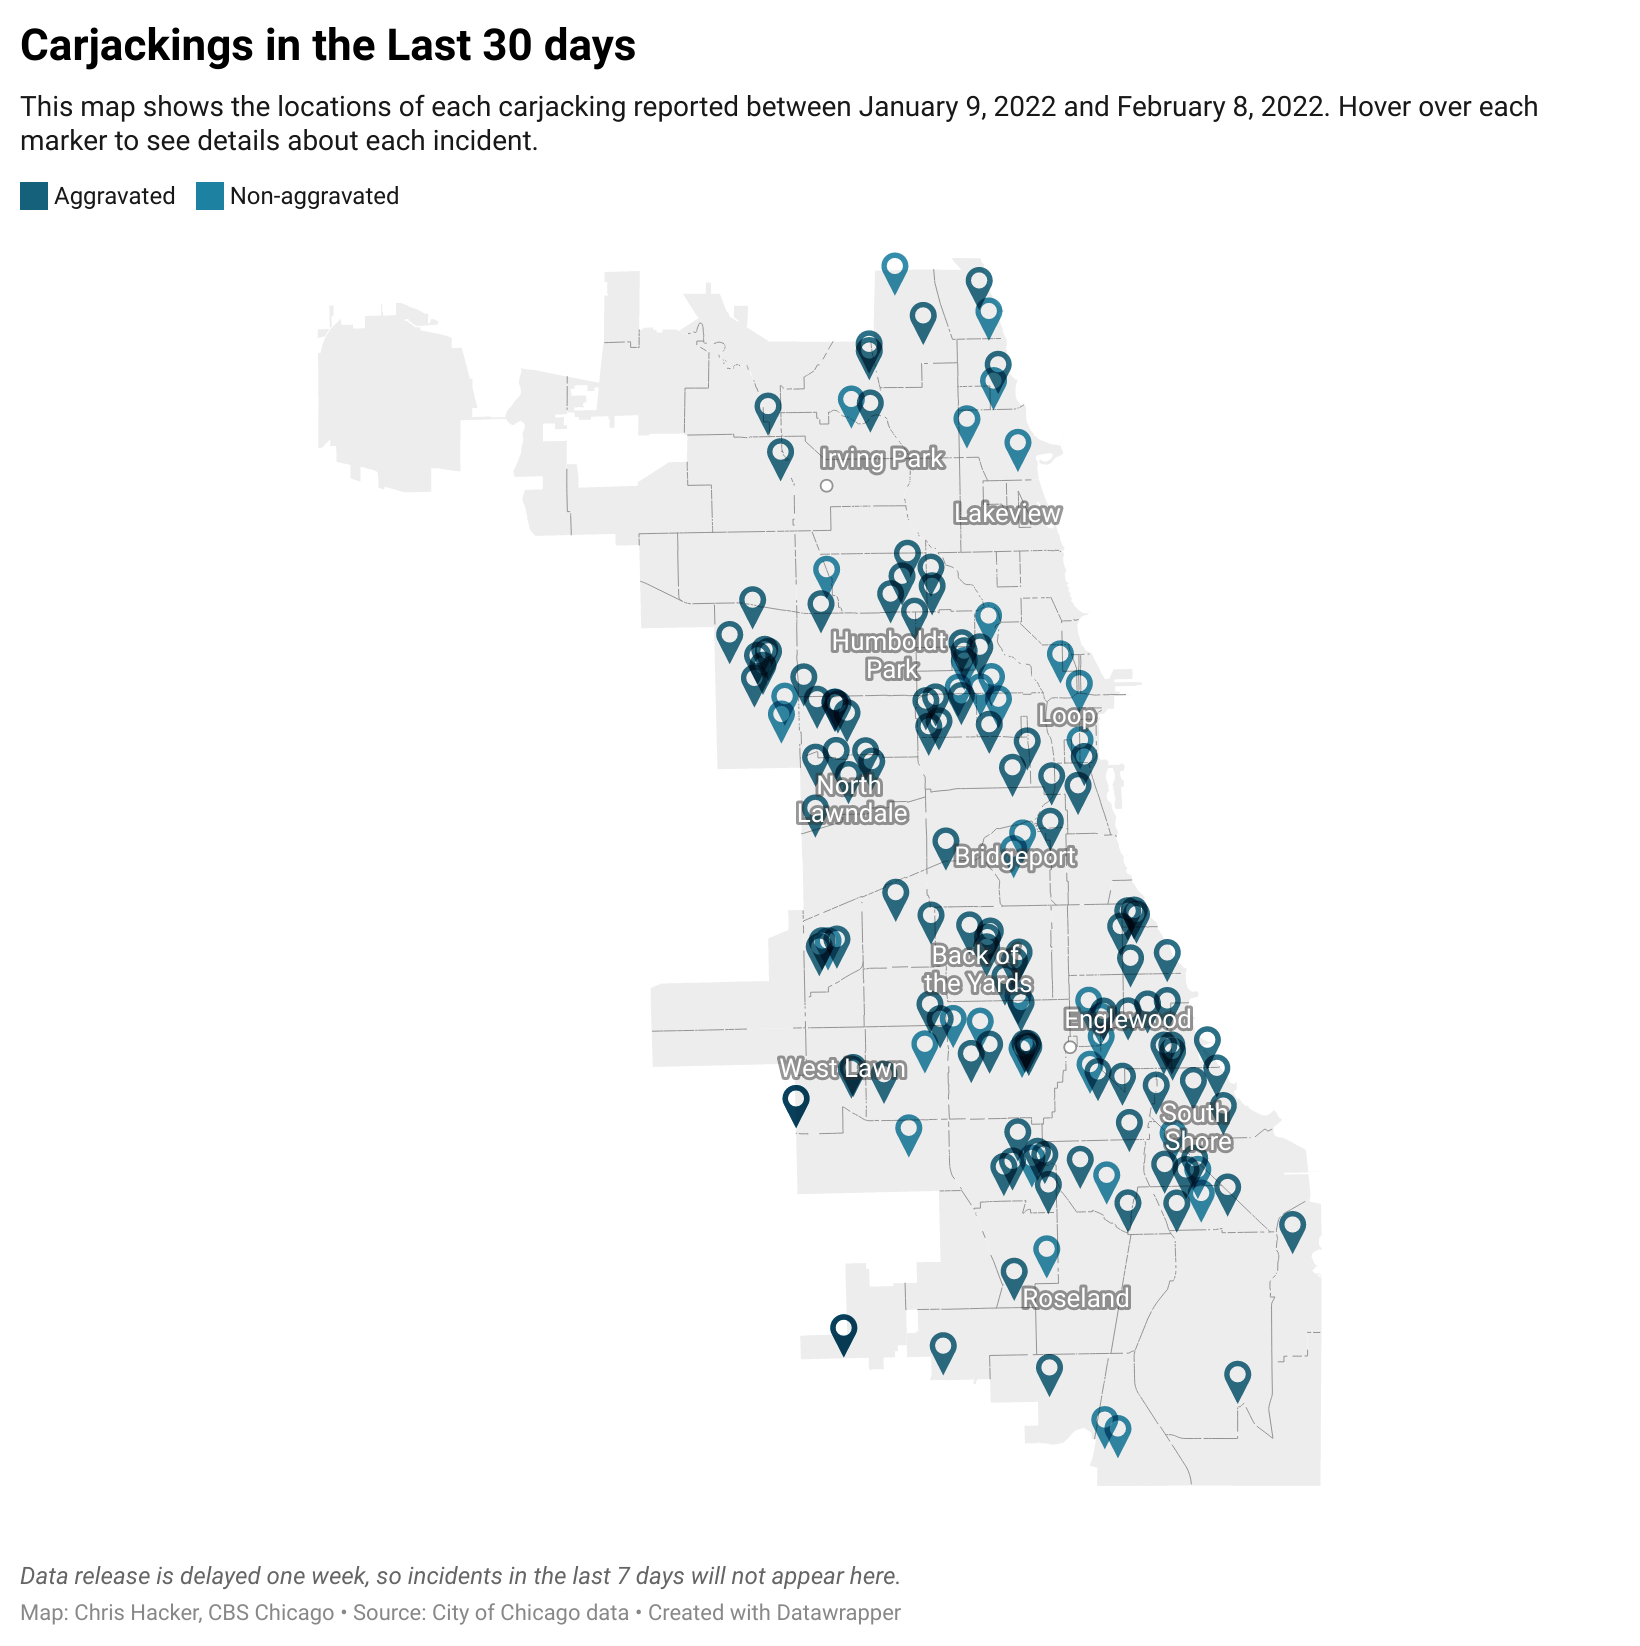 Carjackings in the Last 30 days
This map shows the locations of each carjacking reported between January 9, 2022 and February 8, 2022. Hover over each
marker to see details about each incident.
Aggravated Non-aggravated
Irving Park
Lakeview
Humboldt
Park
Loop
North
Lawndale
Bridgeport
Back of
the Yards
Englewood
West Lawn
South
Shore
Roseland
Data release is delayed one week, so incidents in the last 7 days will not appear here.
Map: Chris Hacker, CBS Chicago • Source: City of Chicago data • Created with Datawrapper